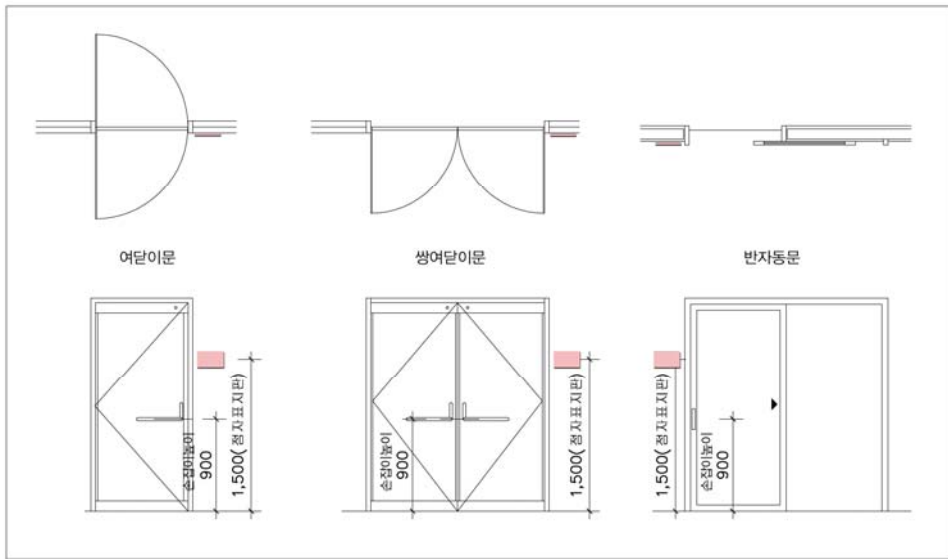 여닫이문
쌍여닫이문
반자동문
손잡이높이
900
1,500( 점자표지판)
손잡이높이
900
1,500( 점자표지판)
1,500( 점자표지판)
손잡이높이
900